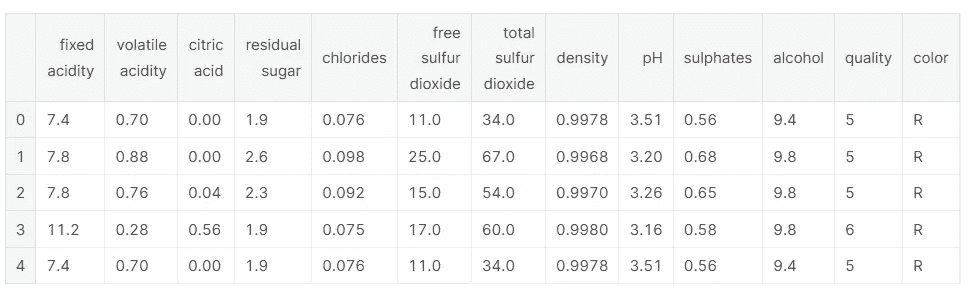 fixed acidity volatile acidity citric acid residual sugar chlorides free sulfur dioxide total sulfur dioxide density pH sulphates alcohol quality color
0 7.4 0.70 0.00 1.9 0.076 11.0 34.0 0.9978 3.51 0.56 9.4 5 R
1 7.8 0.88 0.00 2.6 0.098 25.0 67.0 0.9968 3.20 0.68 9.8 5 R
2 7.8 0.76 0.04 2.3 0.092 15.0 54.0 0.9970 3.26 0.65 9.8 5 R
3 11.2 0.28 0.56 1.9 0.075 17.0 60.0 0.9980 3.16 0.58 9.8 6 R
4 7.4 0.70 0.00 1.9 0.076 11.0 34.0 0.9978 3.51 0.56 9.4 5 R